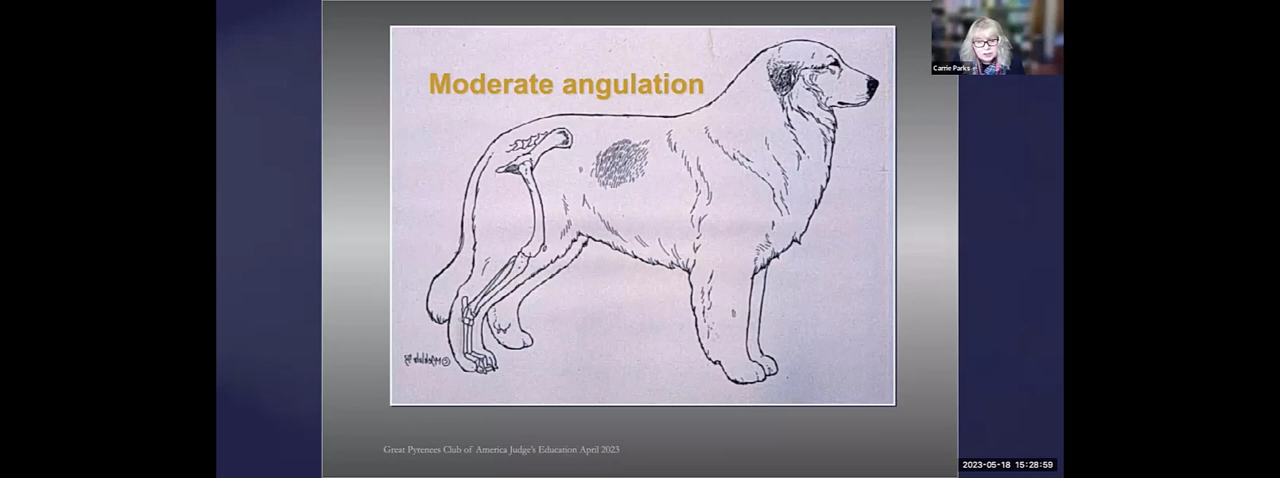 Moderate angulation
Carrie Parks
Great Pyrenees Club of America Judge's Education April 2023
2023-05-18 15:28:59